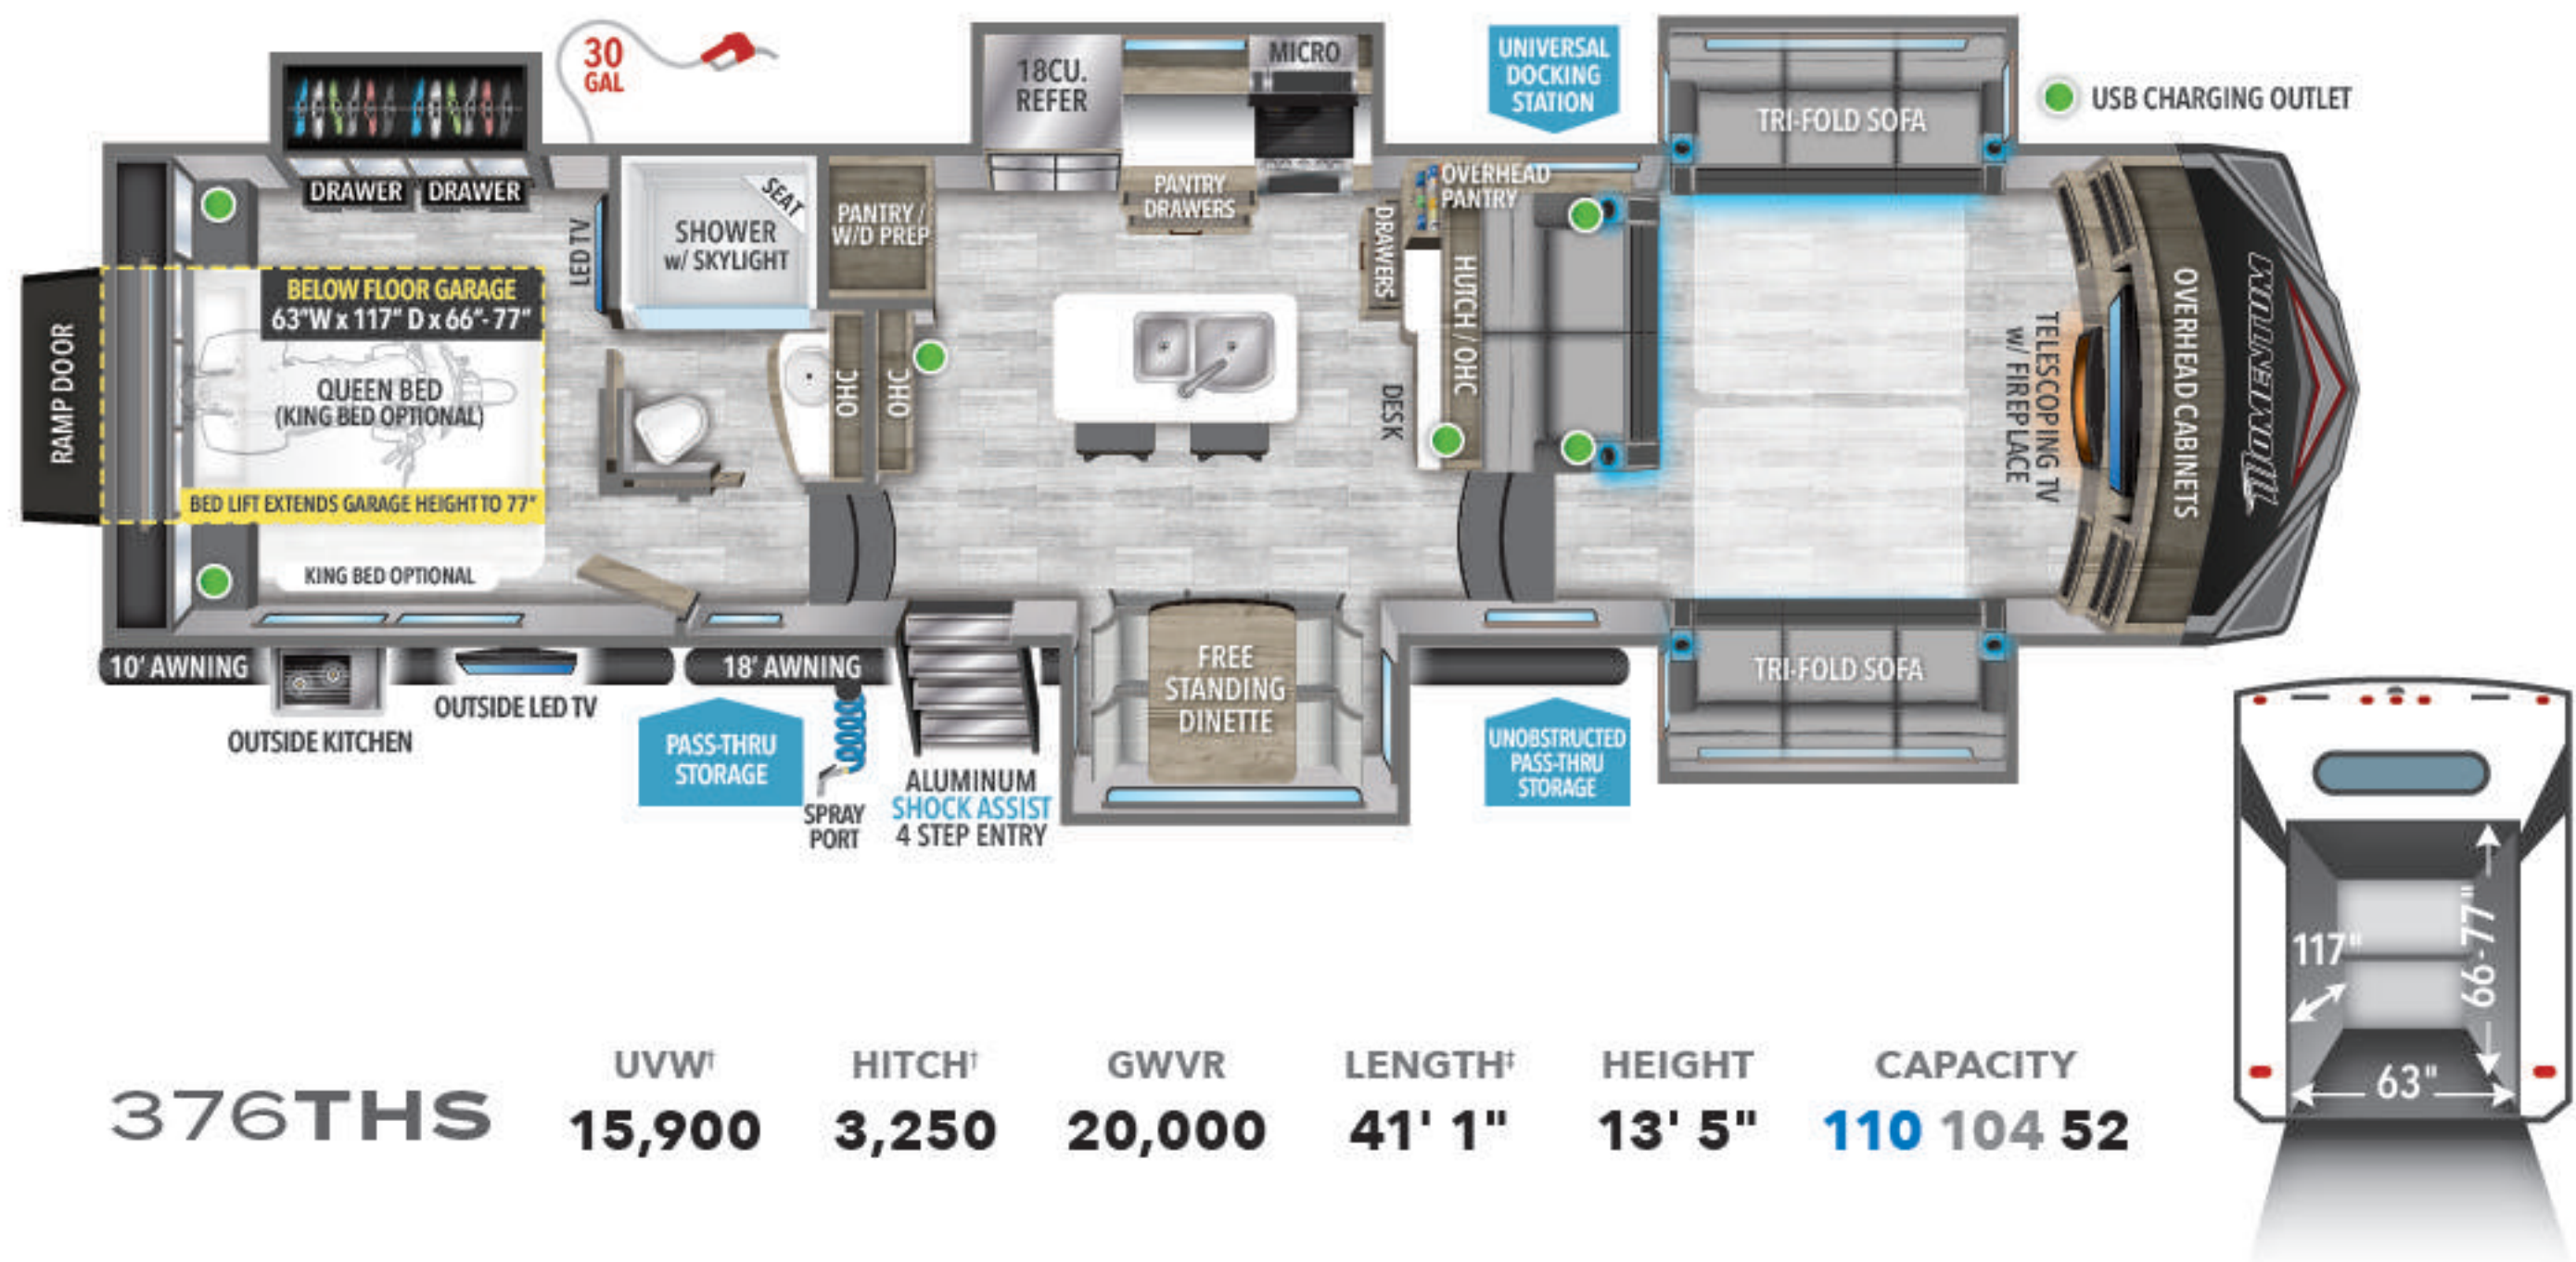 30
GAL
18CU.
REFER
MICRO
UNIVERSAL
DOCKING
STATION
TRI-FOLD SOFA
USB CHARGING OUTLET
DRAWER
DRAWER
LED TV
SEAT
SHOWER
w/ SKYLIGHT
PANTRY /
W/D PREP
PANTRY
DRAWERS
OVERHEAD
PANTRY
DRAWERS
HUTCH / OHC
DESK
RAMP DOOR
BELOW FLOOR GARAGE
63"W x 117" D x 66"- 77"
QUEEN BED
(KING BED OPTIONAL)
BED LIFT EXTENDS GARAGE HEIGHT TO 77"
KING BED OPTIONAL
OHC
OHC
TELESCOPING TV
w/ FIREPLACE
OVERHEAD CABINETS
MOMENTUM
10' AWNING
18' AWNING
OUTSIDE KITCHEN
OUTSIDE LED TV
PASS-THRU
STORAGE
SPRAY
PORT
ALUMINUM
SHOCK ASSIST
4 STEP ENTRY
FREE
STANDING
DINETTE
UNOBSTRUCTED
PASS-THRU
STORAGE
TRI-FOLD SOFA
117"
66-77"
63"
376THS
UVW†
15,900
HITCH†
3,250
GWVR
20,000
LENGTH‡
41' 1"
HEIGHT
13' 5"
CAPACITY
110 104 52